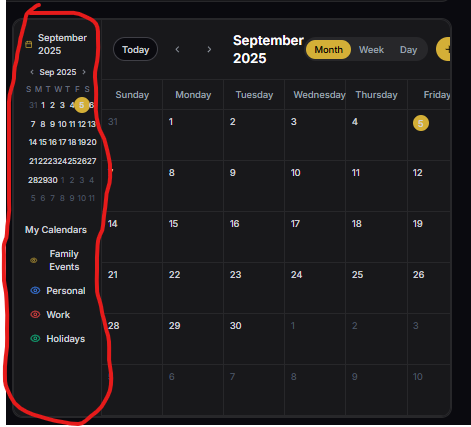 September
2025
Sep 2025
S M T W T F S
31 1 2 3 4 5 6
7 8 9 10 11 12 13
14 15 16 17 18 19 20
21 22 23 24 25 26 27
28 29 30 1 2 3 4
5 6 7 8 9 10 11
My Calendars
Family
Events
Personal
Work
Holidays
Today
September
2025
Month Week Day
Sunday Monday Tuesday Wednesday Thursday Friday
31 1 2 3 4 5
8 9 10 11 12
14 15 16 17 18 19
21 22 23 24 25 26
28 29 30 1 2 3
6 7 8 9 10